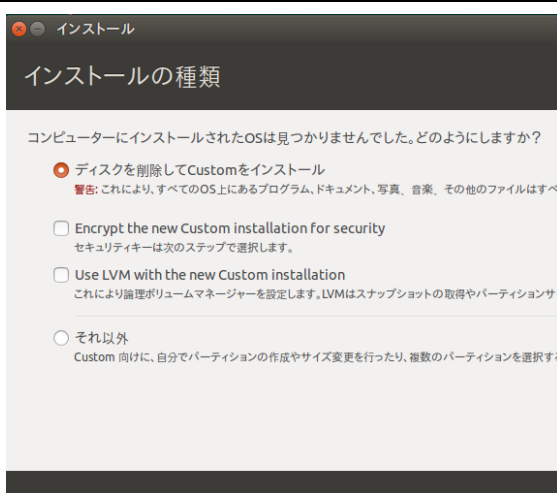 インストール
インストールの種類
コンピューターにインストールされたOSは見つかりませんでした。どのようにしますか？
ディスクを削除してCustomをインストール
警告: これにより、すべてのOS上にあるプログラム、ドキュメント、写真、音楽、その他のファイルはすべ
Encrypt the new Custom installation for security
セキュリティキーは次のステップで選択します。
Use LVM with the new Custom installation
これにより論理ボリュームマネージャーを設定します。LVMはスナップショットの取得やパーティションサ
それ以外
Custom 向けに、自分でパーティションの作成やサイズ変更を行ったり、複数のパーティションを選択す